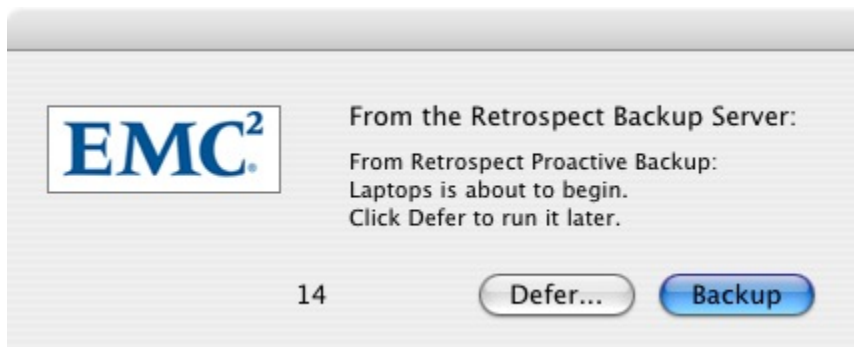 EMC²
From the Retrospect Backup Server:
From Retrospect Proactive Backup:
Laptops is about to begin.
Click Defer to run it later.
14 Defer... Backup